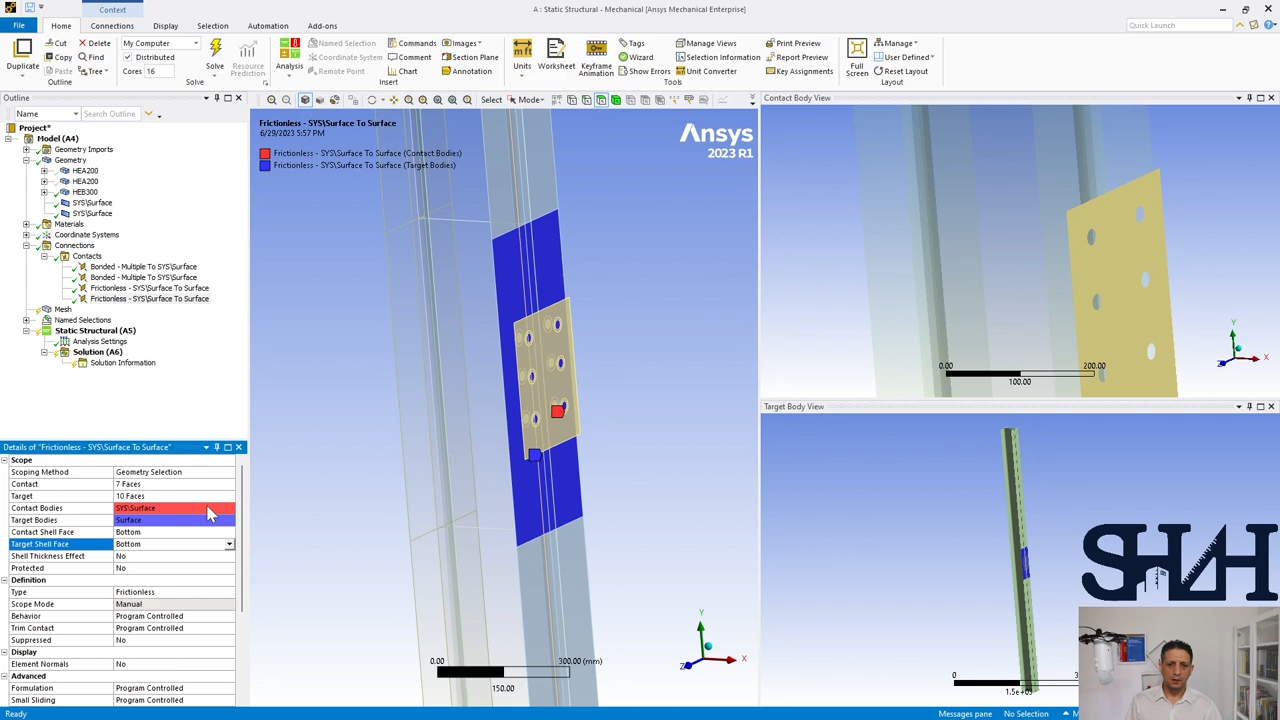 A : Static Structural - Mechanical [Ansys Mechanical Enterprise]
Context
File Home Connections Display Selection Automation Add-ons
Quick Launch
Duplicate
Cut
Copy
Paste
Delete
Find
Tree
Outline
My Computer
Distributed
Cores 16
Solve
Resource Prediction
Solve
Analysis
Named Selection
Coordinate System
Remote Point
Commands
Comment
Chart
Images
Section Plane
Annotation
Insert
Units
Worksheet
Keyframe Animation
Tags
Wizard
Show Errors
Manage Views
Selection Information
Unit Converter
Print Preview
Report Preview
Key Assignments
Tools
Full Screen
Manage
User Defined
Reset Layout
Layout
Outline
Name
Search Outline
Project*
Model (A4)
Geometry Imports
Geometry
HEA200
HEA200
HEB300
SYS\Surface
SYS\Surface
Materials
Coordinate Systems
Connections
Contacts
Bonded - Multiple To SYS\Surface
Bonded - Multiple To SYS\Surface
Frictionless - SYS\Surface To Surface
Frictionless - SYS\Surface To Surface
Mesh
Named Selections
Static Structural (A5)
Analysis Settings
Solution (A6)
Solution Information
Details of "Frictionless - SYS\Surface To Surface"
Scope
Scoping Method Geometry Selection
Contact 7 Faces
Target 10 Faces
Contact Bodies SYS\Surface
Target Bodies Surface
Contact Shell Face Bottom
Target Shell Face Bottom
Shell Thickness Effect No
Protected No
Definition
Type Frictionless
Scope Mode Manual
Behavior Program Controlled
Trim Contact Program Controlled
Suppressed No
Display
Element Normals No
Advanced
Formulation Program Controlled
Small Sliding Program Controlled
Select Mode
Frictionless - SYS\Surface To Surface
6/29/2023 5:57 PM
Frictionless - SYS\Surface To Surface (Contact Bodies)
Frictionless - SYS\Surface To Surface (Target Bodies)
Ansys
2023 R1
0.00 300.00 (mm)
150.00
Y
X
Z
Contact Body View
0.00 200.00
100.00
Y
X
Z
Target Body View
Ready
Messages pane
No Selection